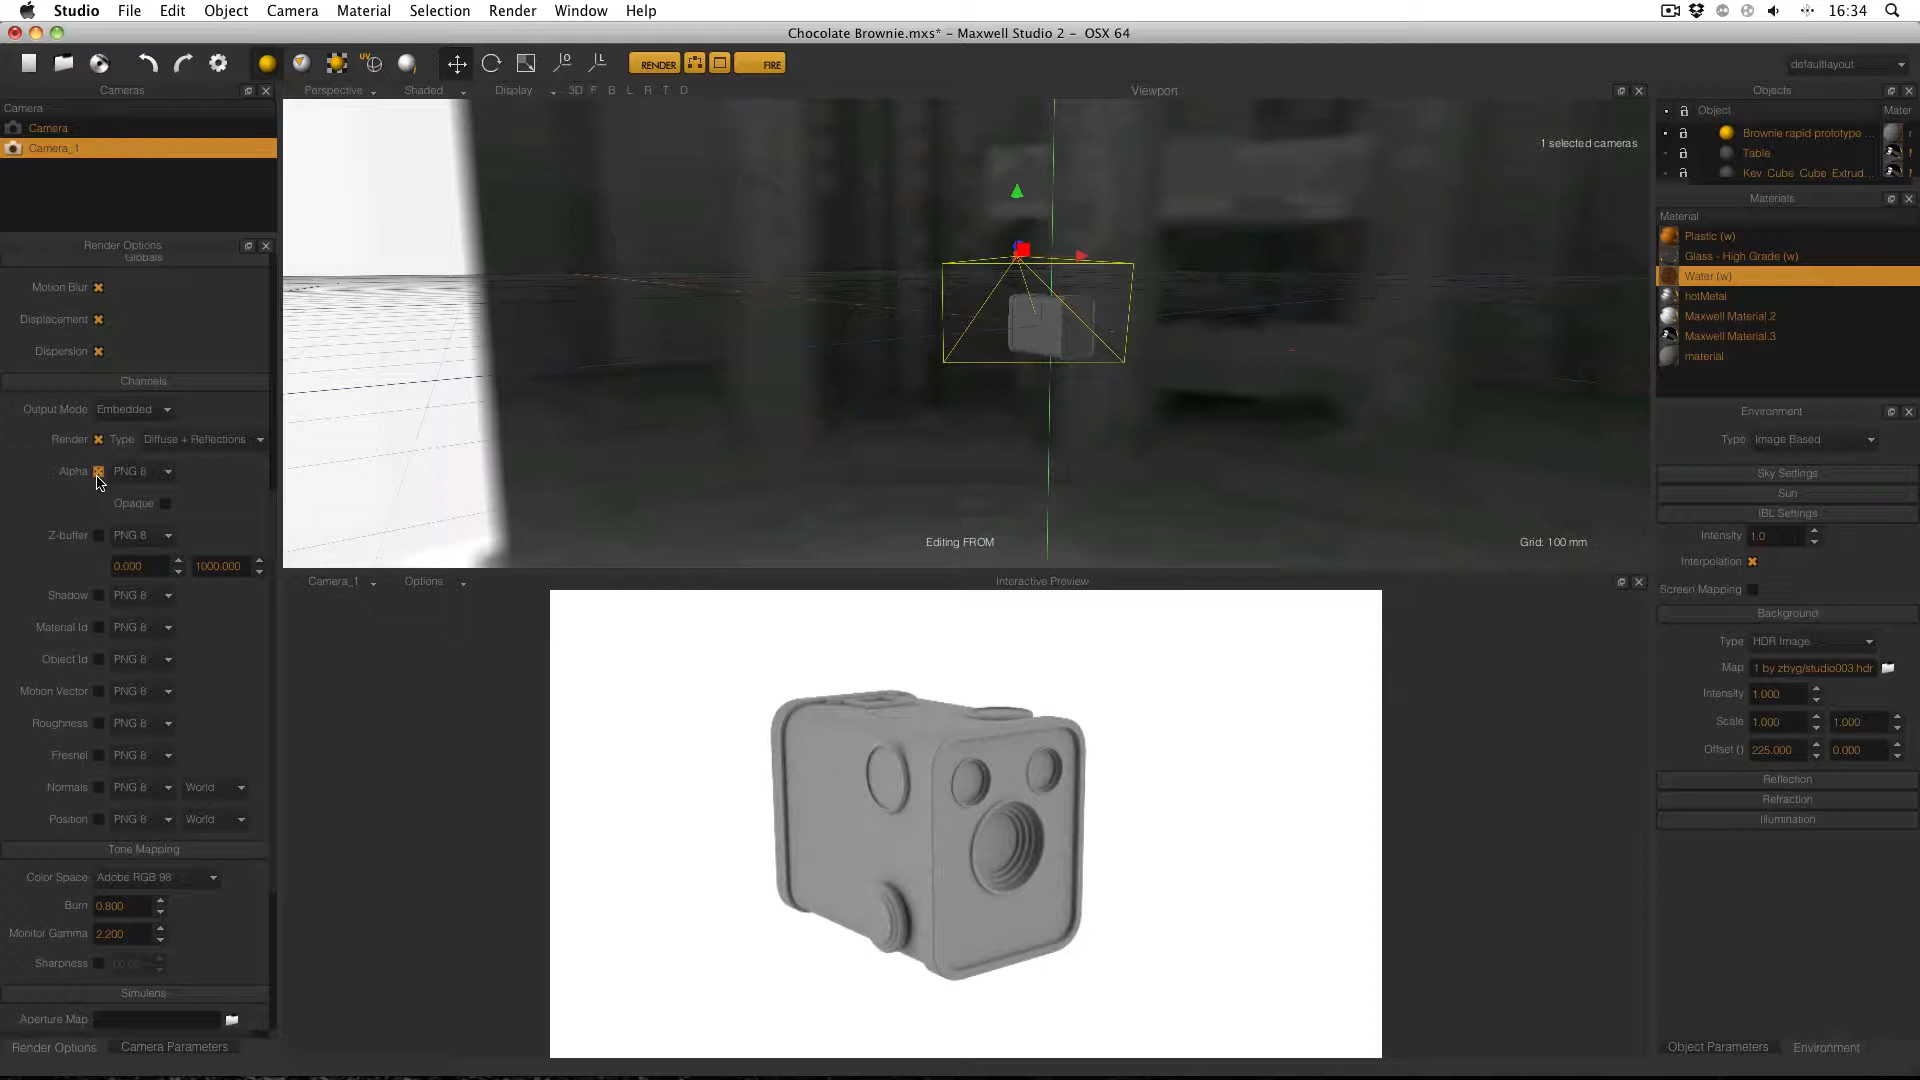 Studio File Edit Object Camera Material Selection Render Window Help 16:34
Chocolate Brownie.mxs* - Maxwell Studio 2 - OSX 64
UV RENDER FIRE defaultlayout
Cameras
Camera
Camera
Camera_1
Render Options
Globals
Motion Blur
Displacement
Dispersion
Channels
Output Mode Embedded
Render Type Diffuse + Reflections
Alpha PNG 8
Opaque
Z-buffer PNG 8
0.000 1000.000
Shadow PNG 8
Material Id PNG 8
Object Id PNG 8
Motion Vector PNG 8
Roughness PNG 8
Fresnel PNG 8
Normals PNG 8 World
Position PNG 8 World
Tone Mapping
Color Space Adobe RGB 98
Burn 0.800
Monitor Gamma 2.200
Sharpness
Simulens
Aperture Map
Render Options Camera Parameters
Perspective Shaded Display 3D F B L R T D Viewport
1 selected cameras
Editing FROM Grid: 100 mm
Camera_1 Options Interactive Preview
Objects
Object Mater
Brownie rapid prototype ...
Table
Kev_Cube_Cube_Extrud...
Materials
Material
Plastic (w)
Glass - High Grade (w)
Water (w)
hotMetal
Maxwell Material.2
Maxwell Material.3
material
Environment
Type Image Based
Sky Settings
Sun
IBL Settings
Intensity 1.0
Interpolation
Screen Mapping
Background
Type HDR Image
Map 1 by zbyg/studio003.hdr
Intensity 1.000
Scale 1.000 1.000
Offset () 225.000 0.000
Reflection
Refraction
Illumination
Object Parameters Environment